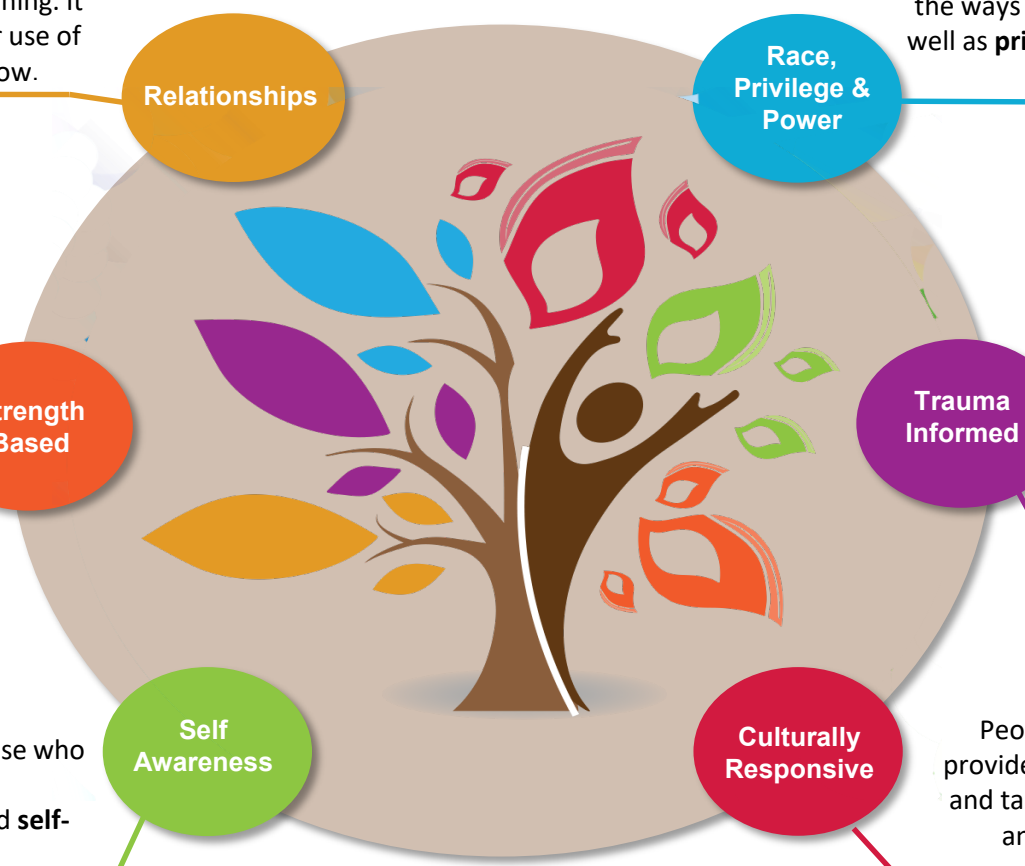 ning. It
use of
ow.
Relationships
Race,
Privilege &
Power
the ways
well as pri
trength
Based
Trauma
Informed
Self
Awareness
se who
d self-
Culturally
Responsive
Peo
provide
and ta
an